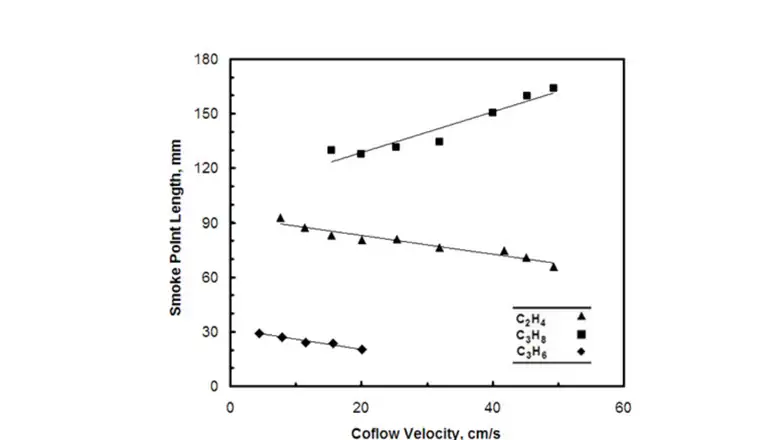 180
150
120
90
60
30
0
Smoke Point Length, mm
C₂H₄
C₃H₈
C₃H₆
0 20 40 60
Coflow Velocity, cm/s